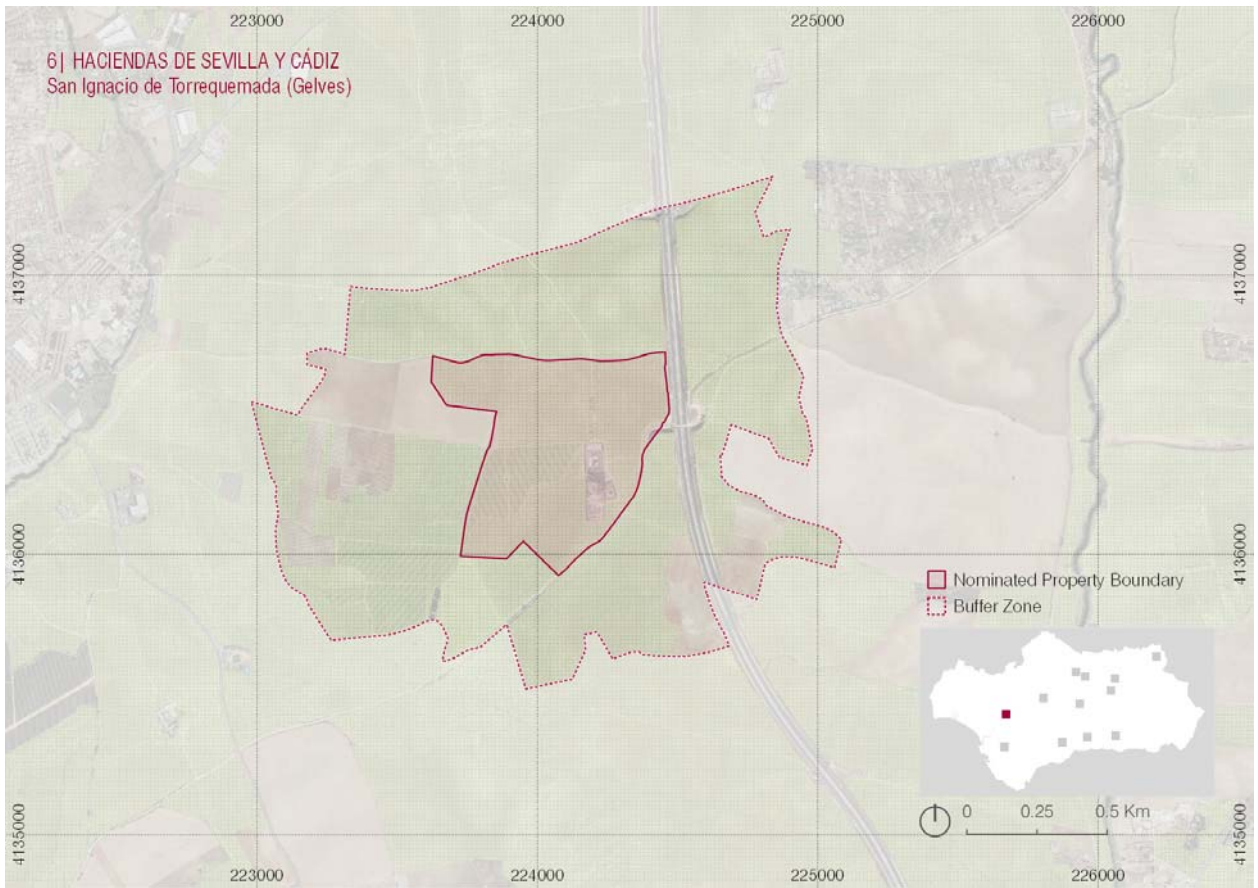 223000 224000 225000 226000
6| HACIENDAS DE SEVILLA Y CÁDIZ
San Ignacio de Torrequemada (Gelves)
4137000 4137000
4136000 4136000
Nominated Property Boundary
Buffer Zone
0 0.25 0.5 Km
4135000 4135000
223000 224000 225000 226000